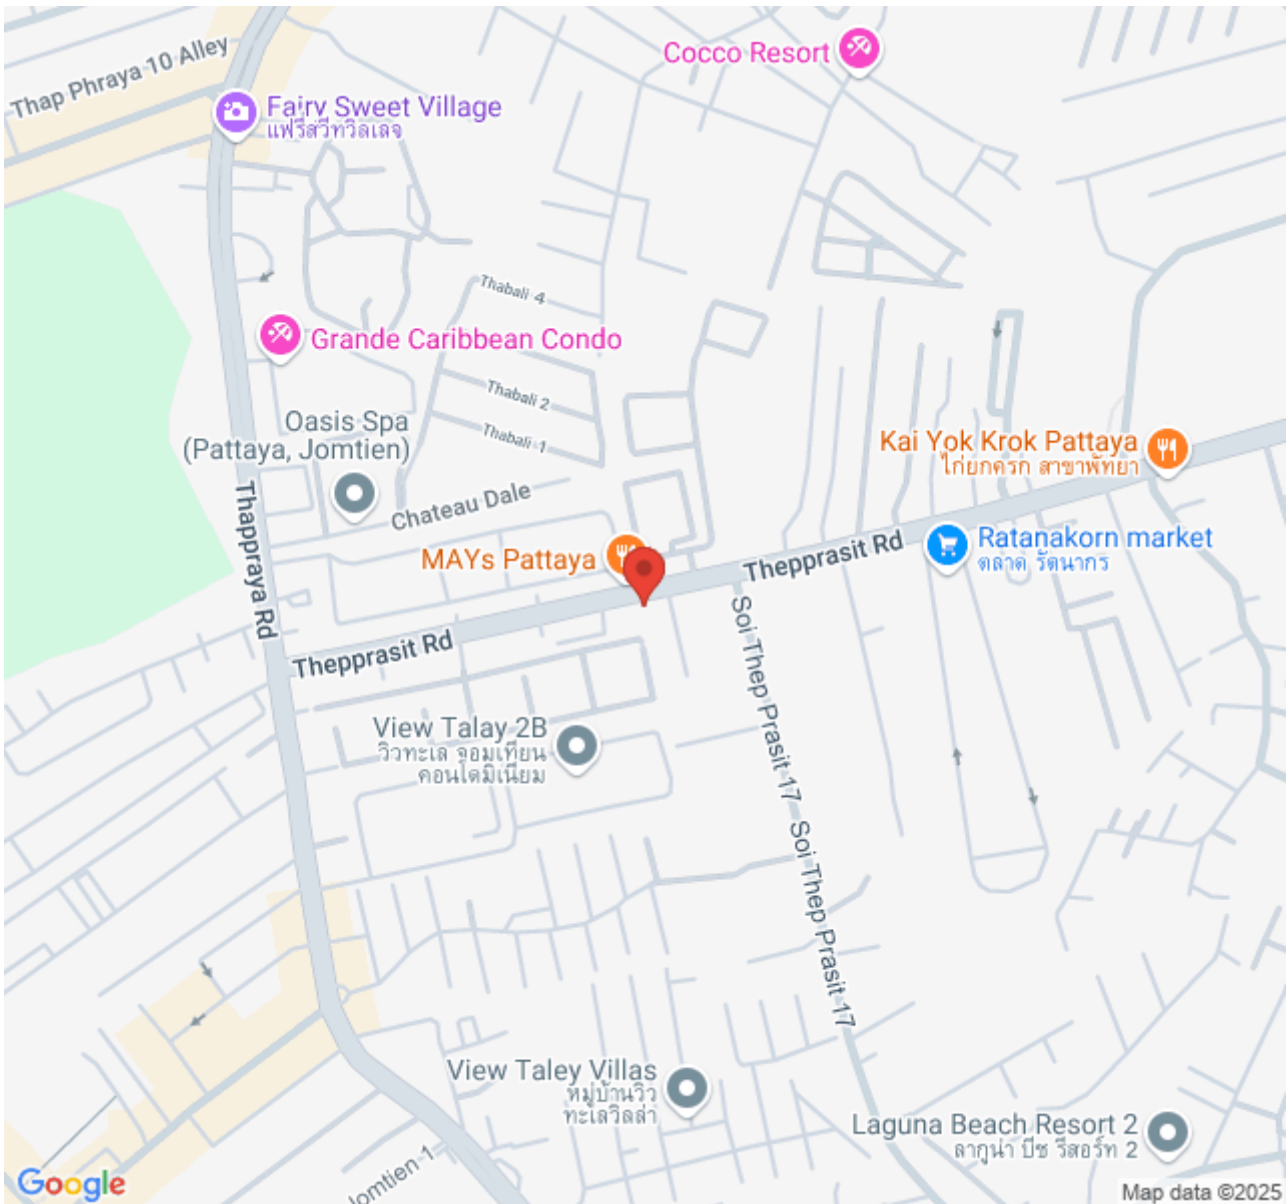 Cocco Resort
Thap Phraya 10 Alley
Fairy Sweet Village
แฟรีสวีทวิลเลจ
Thabali 4
Grande Caribbean Condo
Thabali 2
Oasis Spa
(Pattaya, Jomtien)
Thabali 1
Kai Yok Krok Pattaya
ไก่ยกครก สาขาพัทยา
Chateau Dale
Thappraya Rd
MAYs Pattaya
Thepprasit Rd
Ratanakorn market
ตลาด รัตนากร
Thepprasit Rd
Soi Thep Prasit 17
View Talay 2B
วิวทะเล จอมเทียน
คอนโดมิเนียม
Soi Thep Prasit 17
View Taley Villas
หมู่บ้านวิว
ทะเลวิลล่า
Laguna Beach Resort 2
ลากูน่า บีช รีสอร์ท 2
Jomtien 1
Google
Map data ©2025